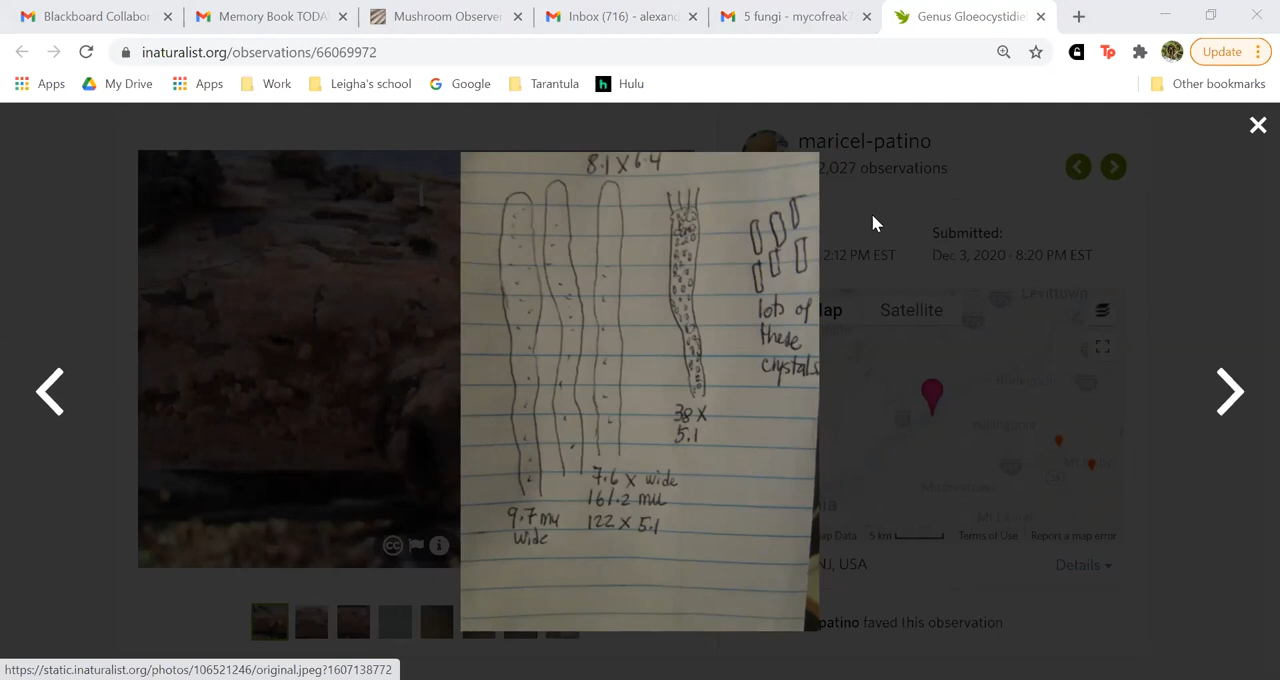 Blackboard Collabor
Memory Book TODA
Mushroom Observe
Inbox (716) - alexand
5 fungi - mycofreak7
Genus Gloeocystidie
inaturalist.org/observations/66069972
Update
Apps
My Drive
Apps
Work
Leigha's school
Google
Tarantula
Hulu
Other bookmarks
maricel-patino
2,027 observations
Submitted:
2:12 PM EST
Dec 3, 2020 · 8:20 PM EST
8.1 X 6.4
lots of
these
crystals
38 X
5.1
7.6 X wide
161.2 mu
122 X 5.1
9.7 mu
wide
Levittown
Map
Satellite
5 km
Terms of Use
Report a map error
Map Data
NJ, USA
Details
patino faved this observation
https://static.inaturalist.org/photos/106521246/original.jpeg?1607138772